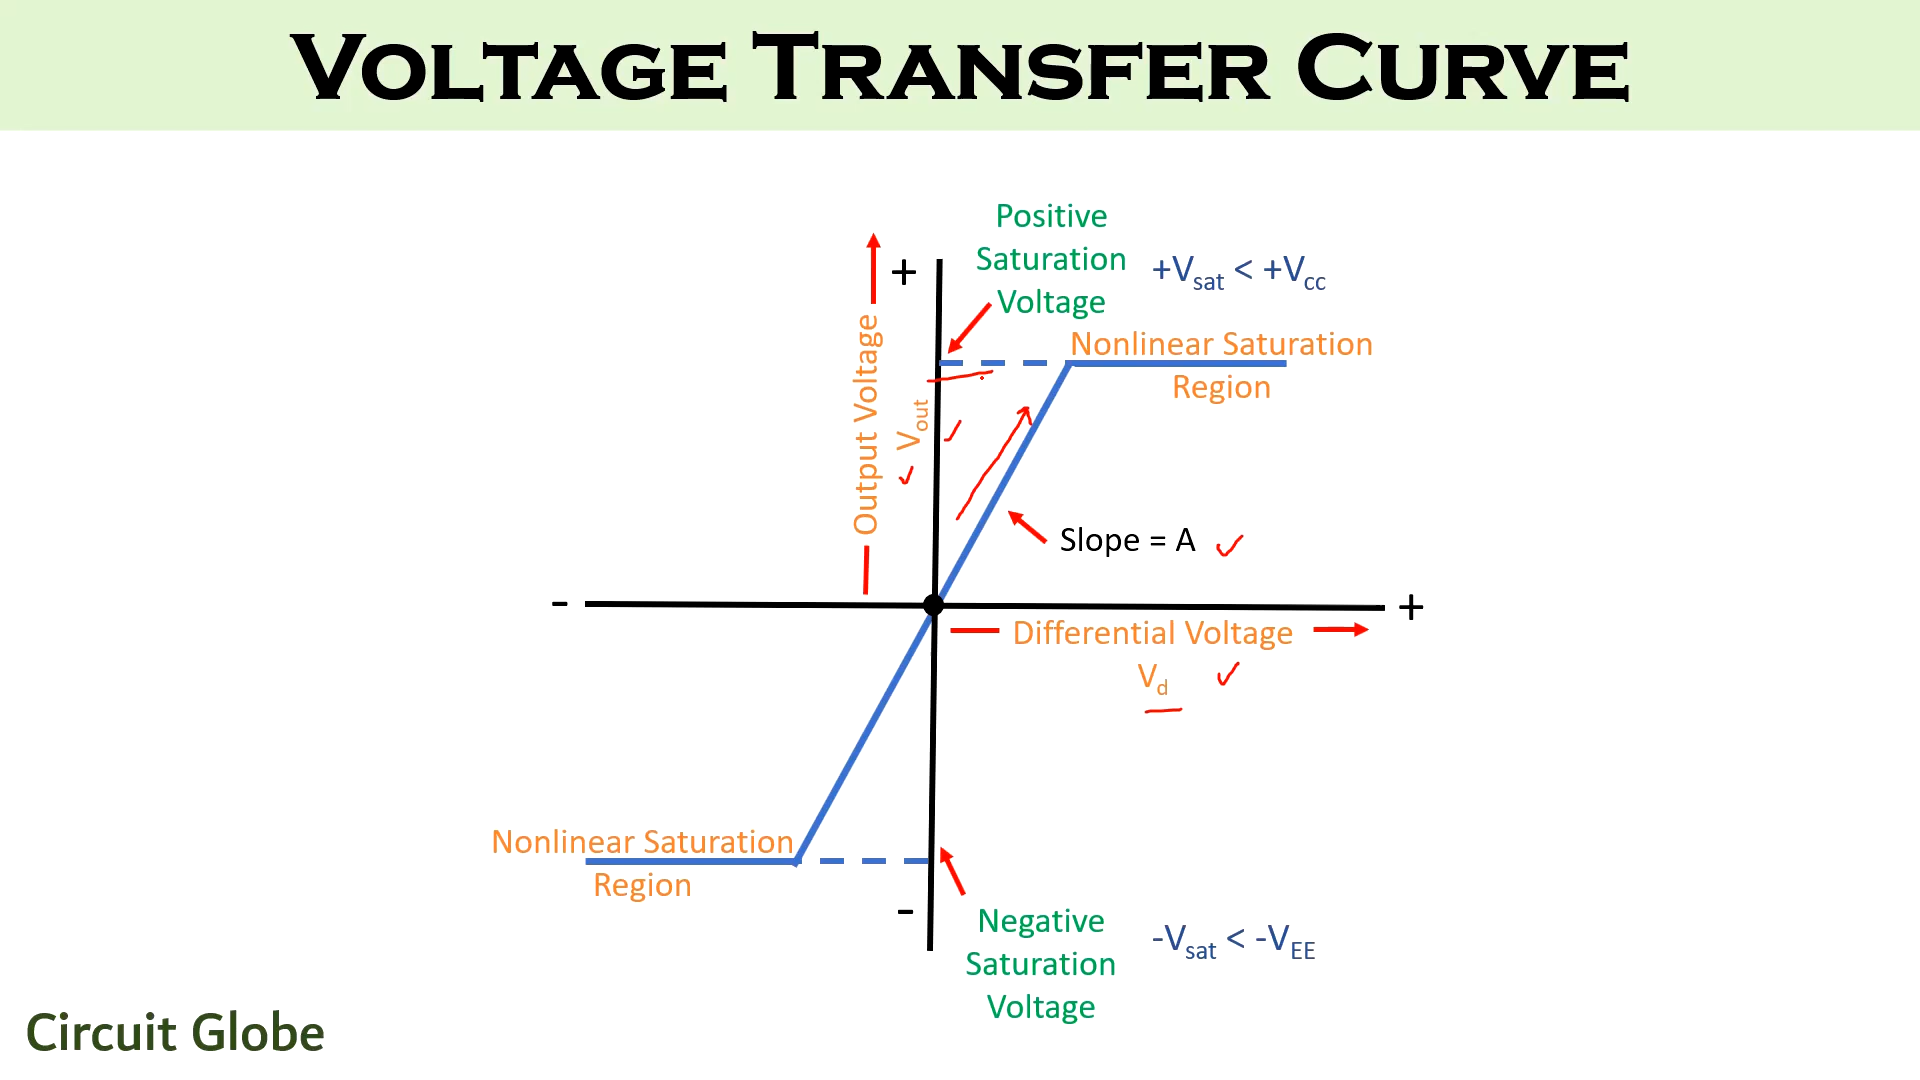 VOLTAGE TRANSFER CURVE
Positive
Saturation
Voltage
+Vsat < +Vcc
+
Nonlinear Saturation
Region
Output Voltage
Vout
Slope = A
-
+
Differential Voltage
Vd
Nonlinear Saturation
Region
-
Negative
Saturation
Voltage
-Vsat < -VEE
Circuit Globe